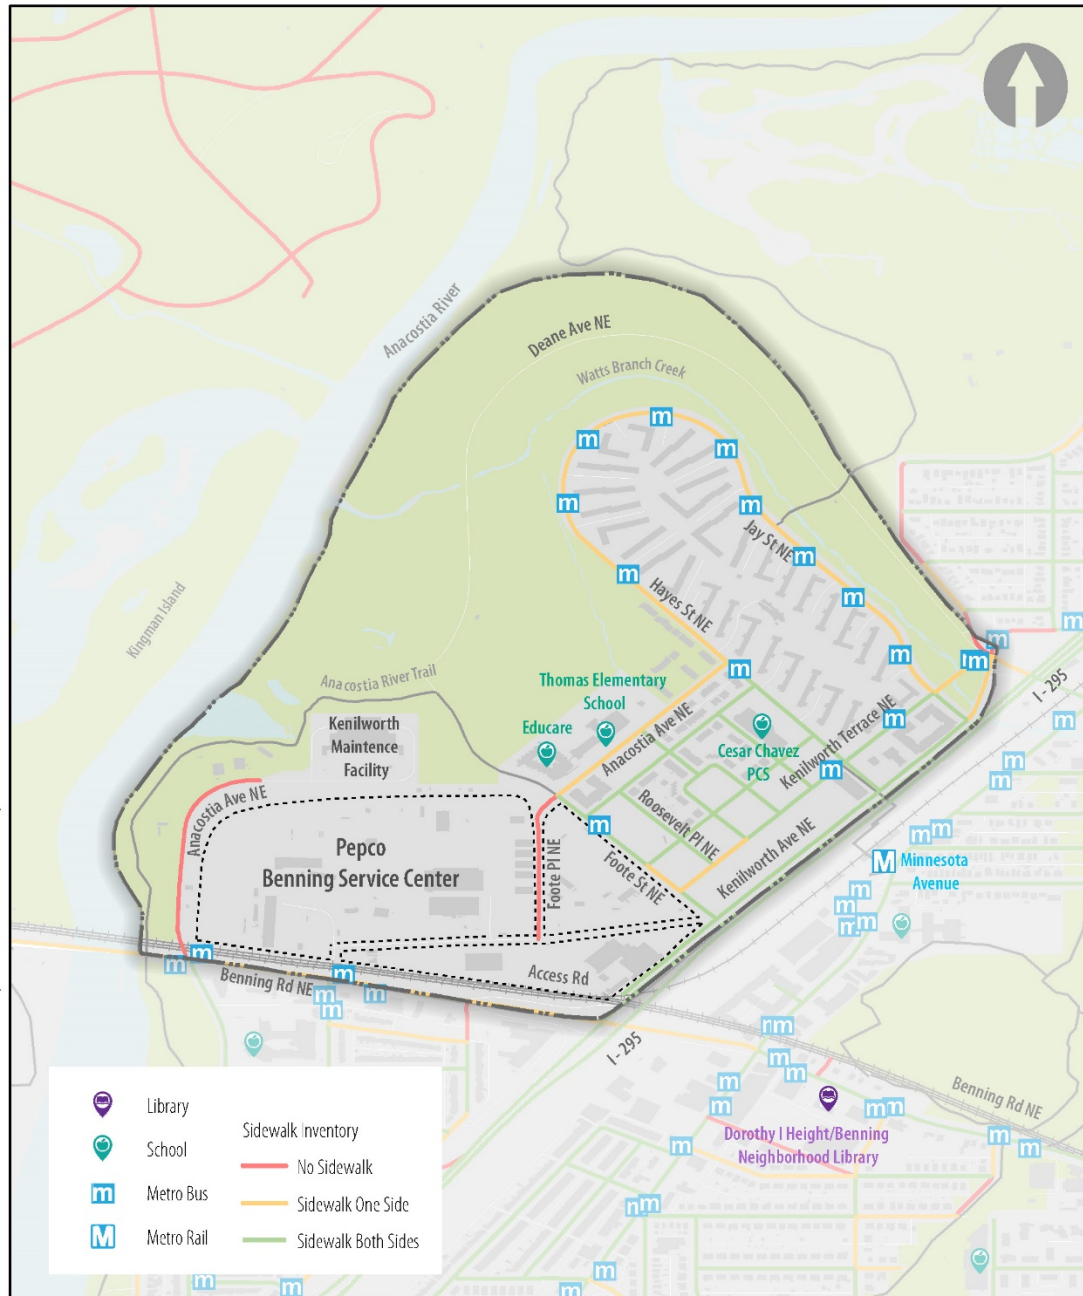 Anacostia River
Deane Ave NE
Watts Branch Creek
Kingman Island
Jay St NE
Hayes St NE
Anacostia River Trail
Thomas Elementary
School
Educare
Kenilworth
Maintence
Facility
Anacostia Ave NE
Cesar Chavez
PCS
Kenilworth Terrace NE
I - 295
Anacostia Ave NE
Pepco
Benning Service Center
Foote Pl NE
Roosevelt Pl NE
Foote St NE
Kenilworth Ave NE
M Minnesota
Avenue
Access Rd
Benning Rd NE
I - 295
Benning Rd NE
Dorothy I Height/Benning
Neighborhood Library
Library
School
m Metro Bus
M Metro Rail
Sidewalk Inventory
No Sidewalk
Sidewalk One Side
Sidewalk Both Sides